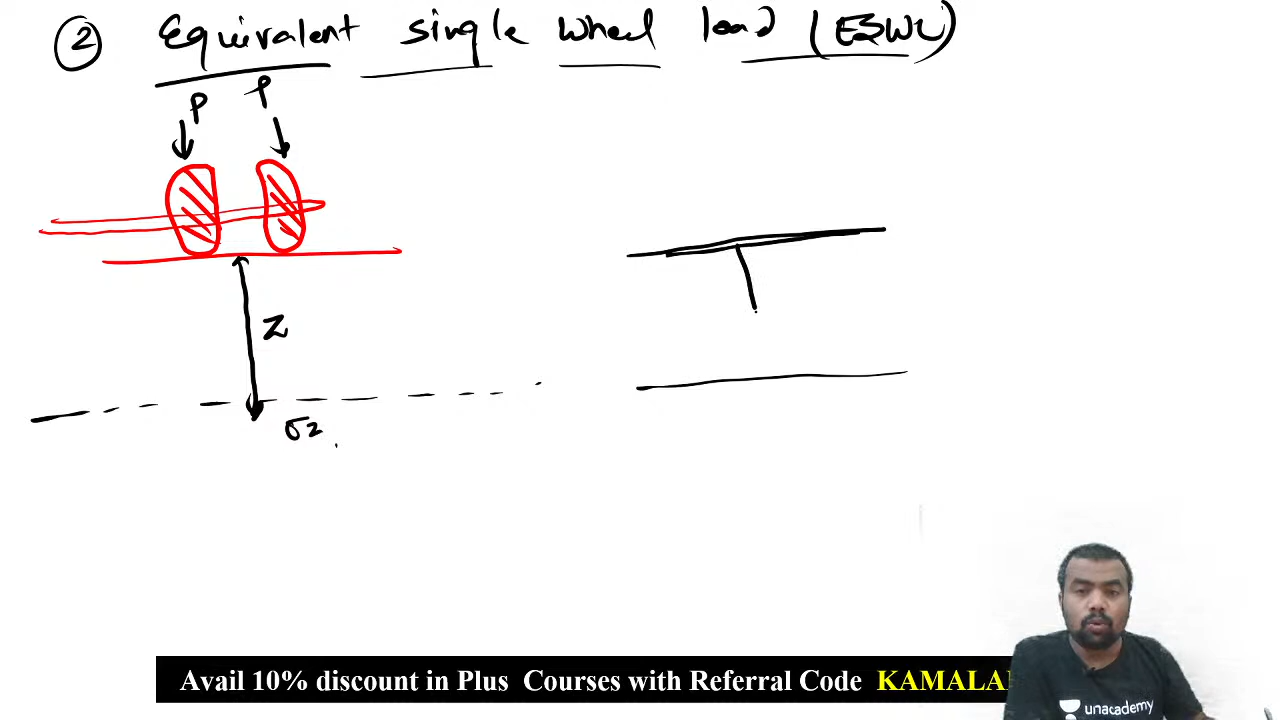 ② Equivalent single wheel load (ESWL)
P P
Z
σz
Avail 10% discount in Plus Courses with Referral Code KAMALA
unacademy